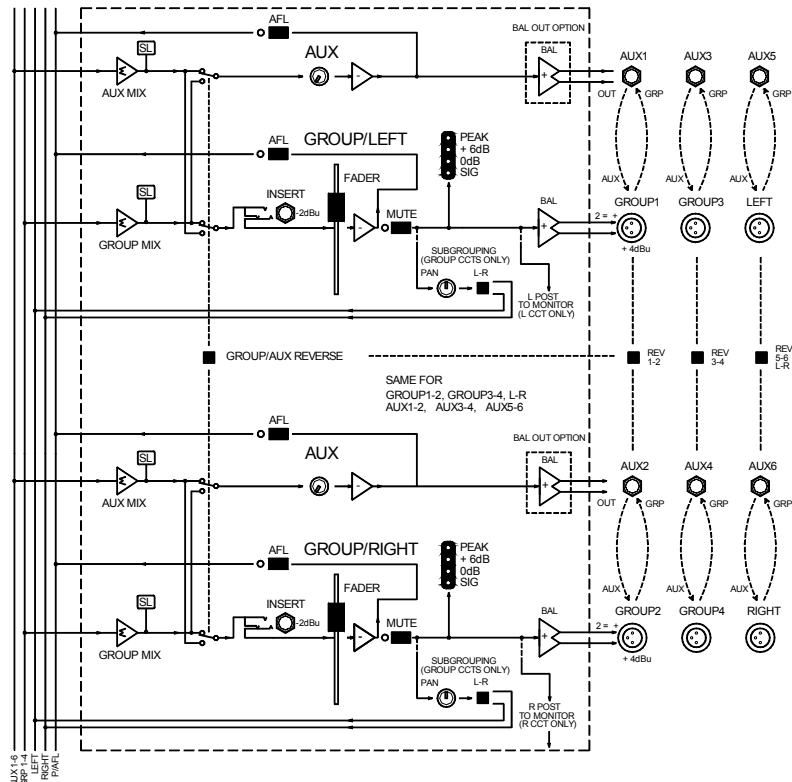 AFL
BAL OUT OPTION
SL
AUX
BAL
AUX1
AUX3
AUX5
AUX MIX
OUT
GRP
GRP
GRP
AFL
GROUP/LEFT
PEAK
+ 6dB
0dB
SIG
SL
FADER
INSERT
-2dBu
MUTE
BAL
AUX
AUX
AUX
GROUP1
GROUP3
LEFT
2 = +
GROUP MIX
+ 4dBu
SUBGROUPING
(GROUP CCTS ONLY)
PAN
L-R
L POST
TO MONITOR
(L CCT ONLY)
GROUP/AUX REVERSE
REV
1-2
REV
3-4
REV
5-6
L-R
SAME FOR
GROUP1-2, GROUP3-4, L-R
AUX1-2, AUX3-4, AUX5-6
AFL
BAL OUT OPTION
SL
AUX
BAL
AUX2
AUX4
AUX6
AUX MIX
OUT
GRP
GRP
GRP
AFL
GROUP/RIGHT
PEAK
+ 6dB
0dB
SIG
SL
FADER
INSERT
-2dBu
MUTE
BAL
AUX
AUX
AUX
GROUP2
GROUP4
RIGHT
2 = +
GROUP MIX
+ 4dBu
SUBGROUPING
(GROUP CCTS ONLY)
PAN
L-R
R POST
TO MONITOR
(R CCT ONLY)
1-6
1-4
LEFT
RIGHT
P/AFL